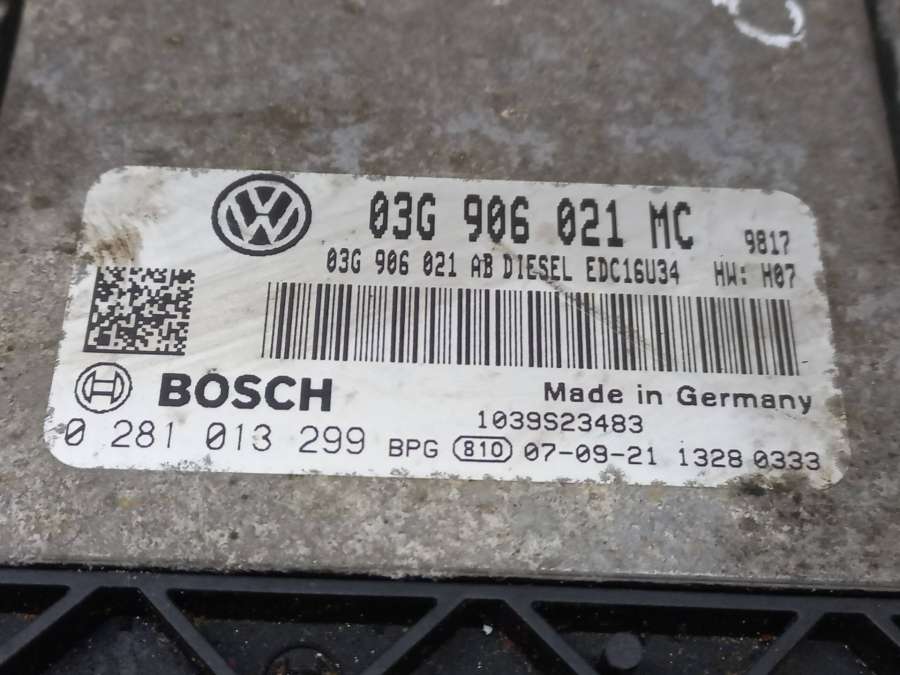 03G 906 021 MC 9817
03G 906 021 AB DIESEL EDC16U34 HW: H07
BOSCH Made in Germany
1039S23483
0 281 013 299 BPG 810 07-09-21 1328 0333